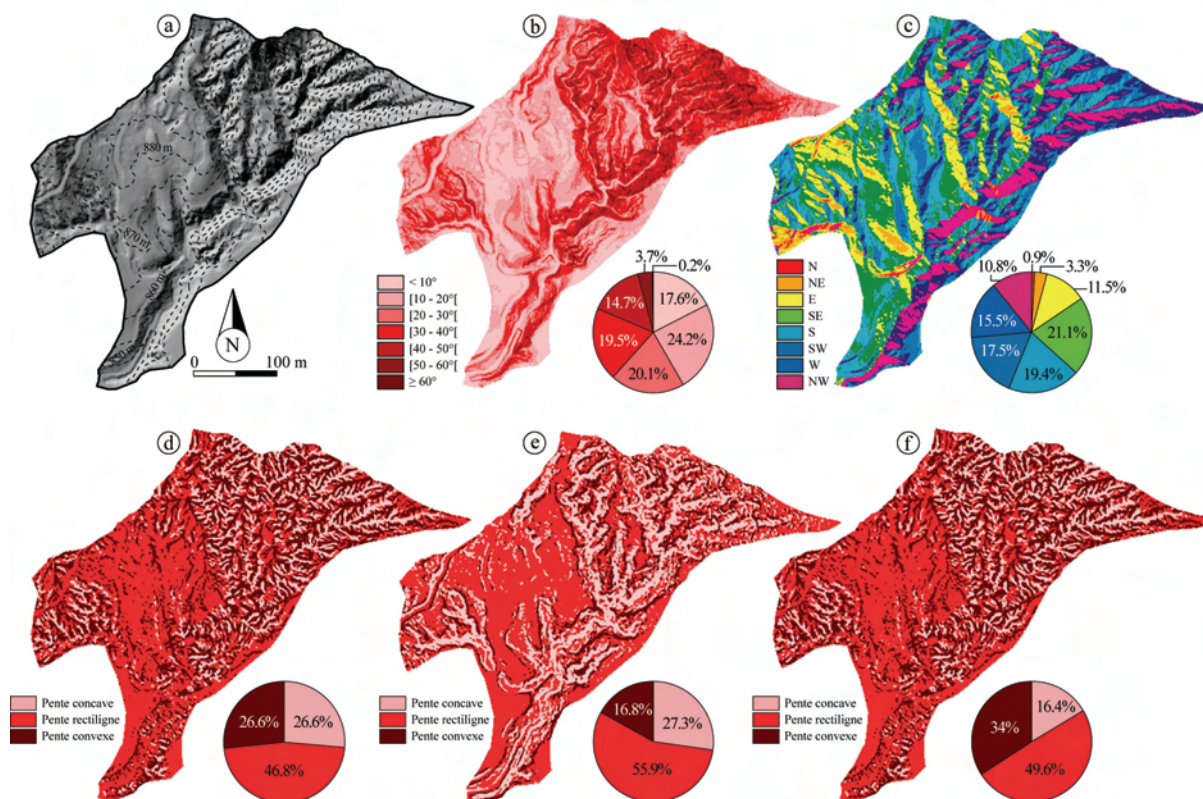 a
880 m
870 m
860 m
850 m
N
0 100 m
b
< 10°
[10 - 20°[
[20 - 30°[
[30 - 40°[
[40 - 50°[
[50 - 60°[
≥ 60°
3.7%
0.2%
14.7%
17.6%
19.5%
24.2%
20.1%
c
N
NE
E
SE
S
SW
W
NW
0.9%
10.8%
3.3%
11.5%
15.5%
21.1%
17.5%
19.4%
d
Pente concave
Pente rectiligne
Pente convexe
26.6% 26.6%
46.8%
e
Pente concave
Pente rectiligne
Pente convexe
16.8%
27.3%
55.9%
f
Pente concave
Pente rectiligne
Pente convexe
16.4%
34%
49.6%